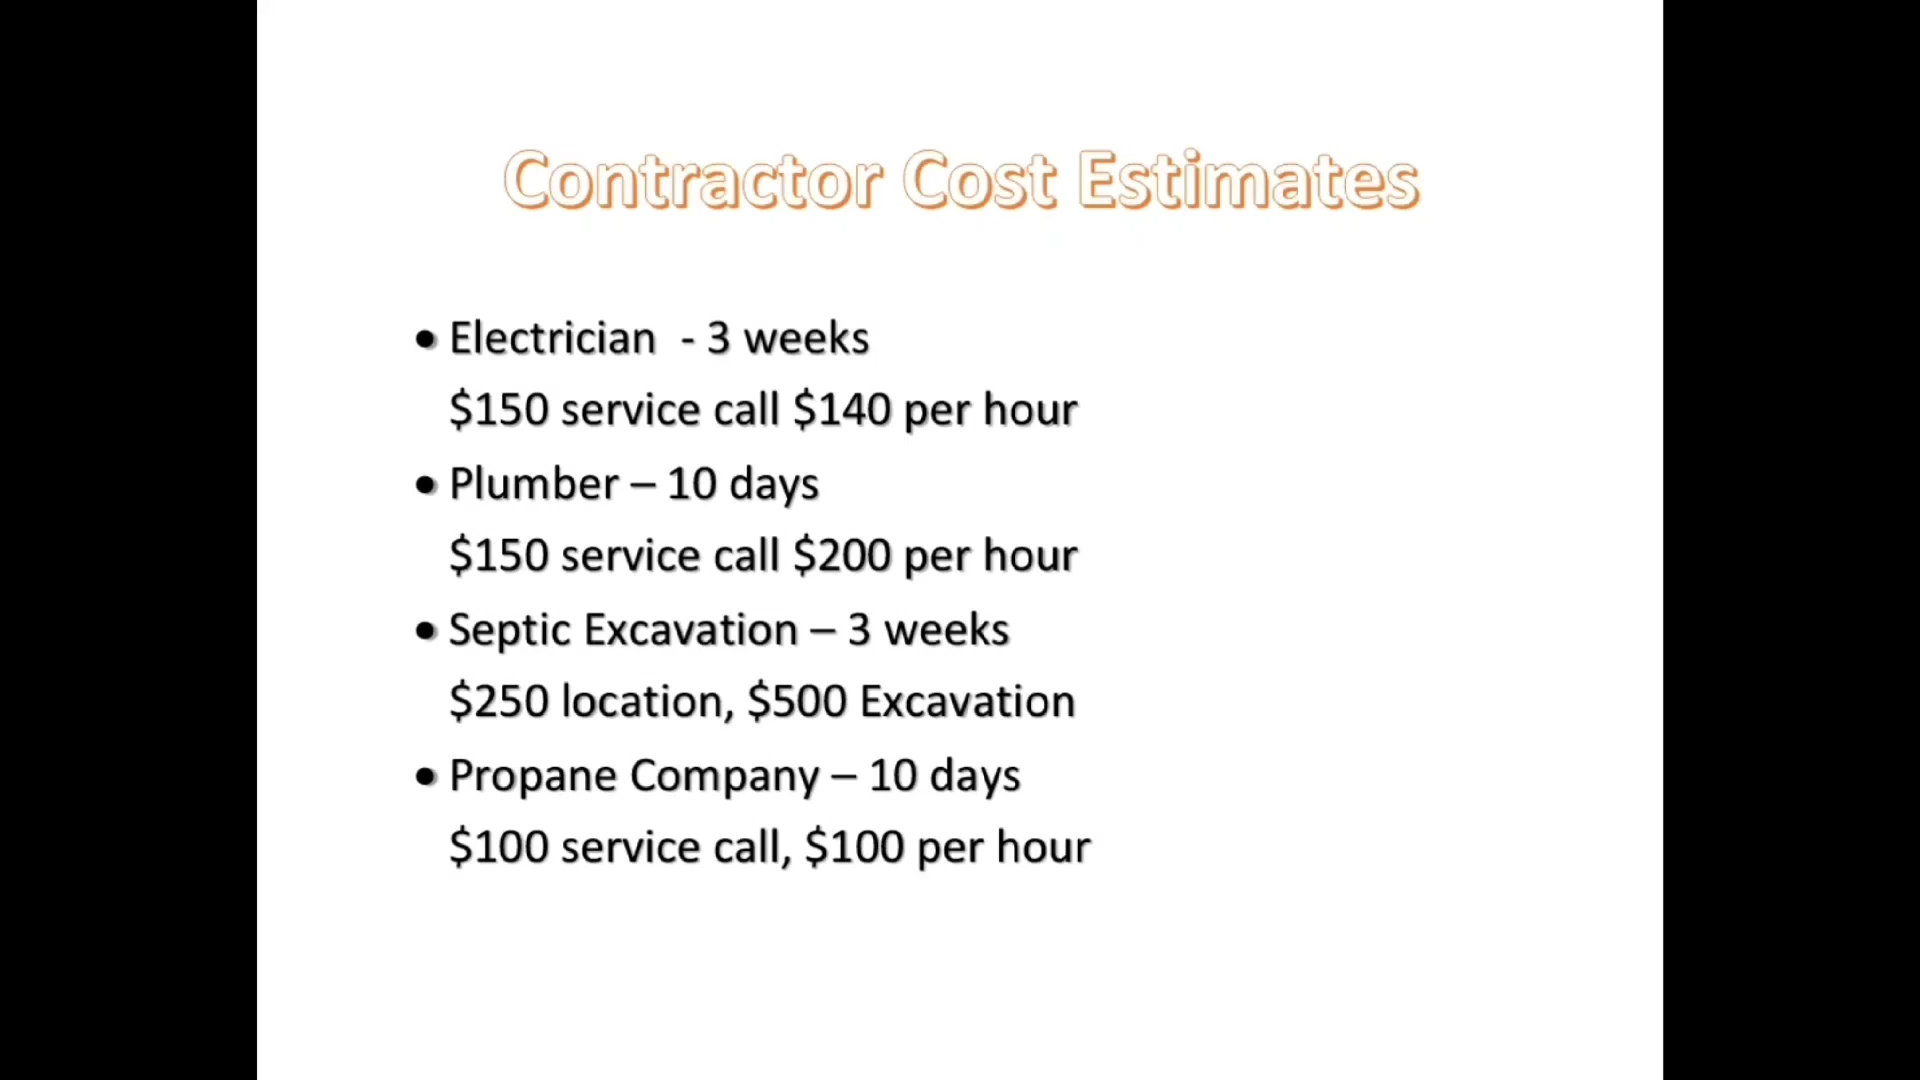 Contractor Cost Estimates
• Electrician  - 3 weeks
$150 service call $140 per hour
• Plumber – 10 days
$150 service call $200 per hour
• Septic Excavation – 3 weeks
$250 location, $500 Excavation
• Propane Company – 10 days
$100 service call, $100 per hour